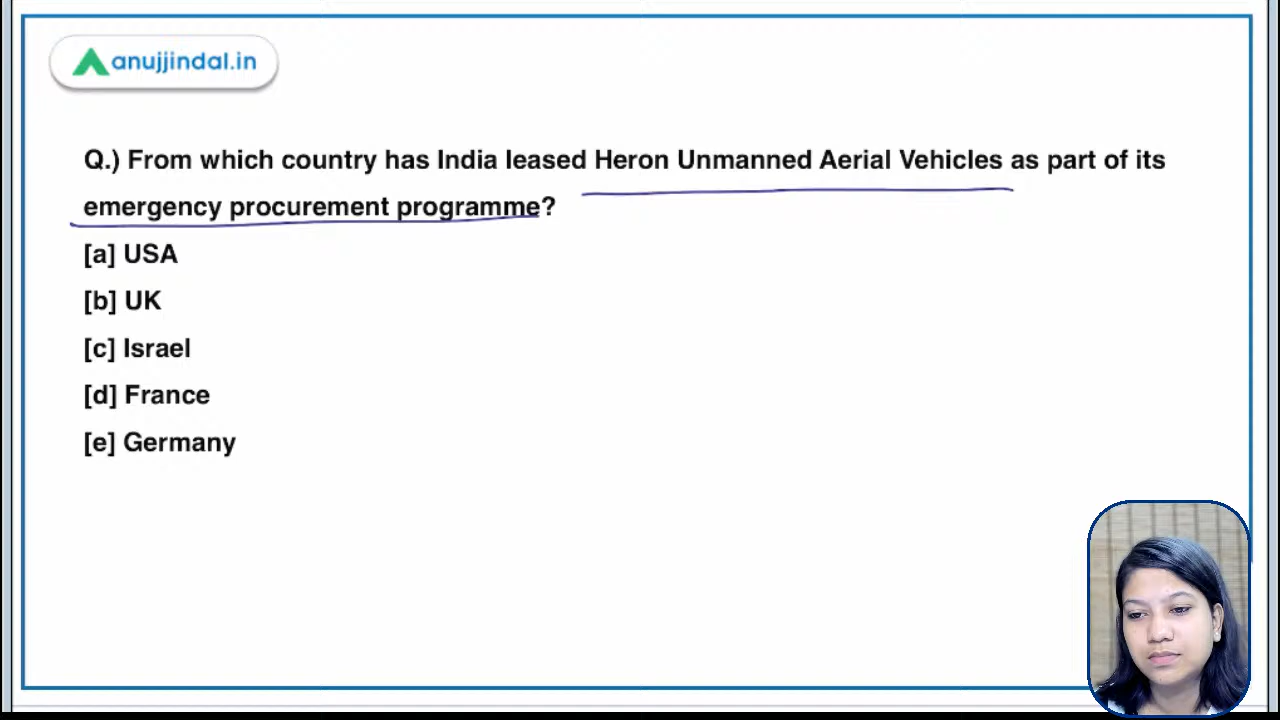 anujjindal.in
Q.) From which country has India leased Heron Unmanned Aerial Vehicles as part of its
emergency procurement programme?
[a] USA
[b] UK
[c] Israel
[d] France
[e] Germany